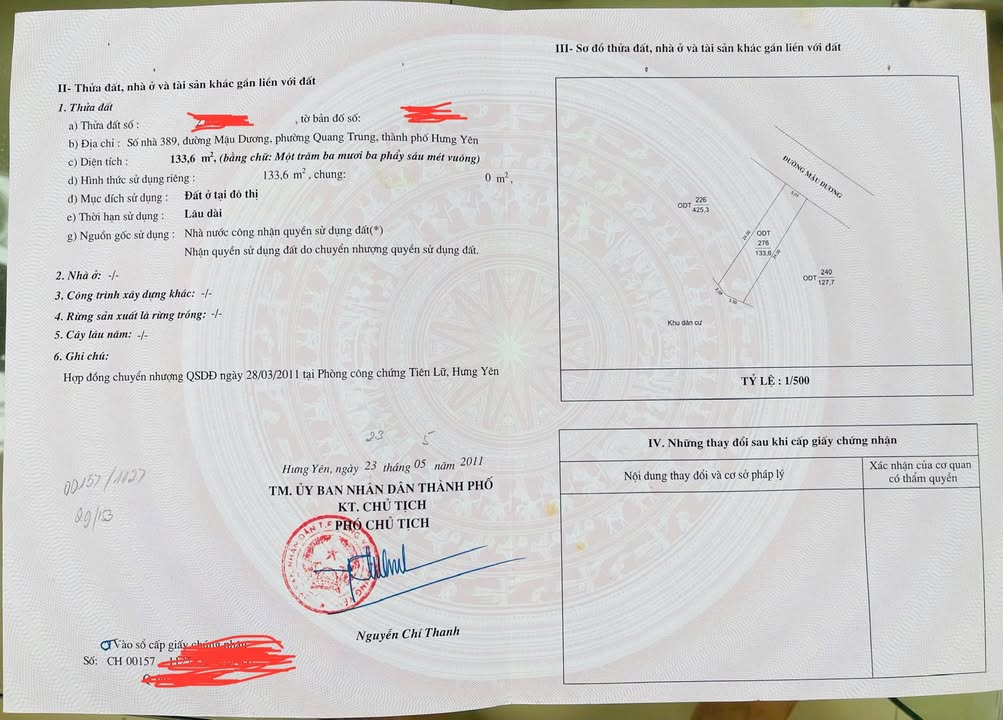 II- Thửa đất, nhà ở và tài sản khác gán liền với đất
1. Thửa đất
a) Thửa đất số : , tờ bản đồ số:
b) Địa chỉ : Số nhà 389, đường Mậu Dương, phường Quang Trung, thành phố Hưng Yên
c) Diện tích : 133,6 m², (bằng chữ: Một trăm ba mươi ba phẩy sáu mét vuông)
d) Hình thức sử dụng riêng : 133,6 m², chung: 0 m²,
đ) Mục đích sử dụng : Đất ở tại đô thị
e) Thời hạn sử dụng : Lâu dài
g) Nguồn gốc sử dụng : Nhà nước công nhận quyền sử dụng đất(*)
Nhận quyền sử dụng đất do chuyển nhượng quyền sử dụng đất.
2. Nhà ở: -/-
3. Công trình xây dựng khác: -/-
4. Rừng sản xuất là rừng trồng: -/-
5. Cây lâu năm: -/-
6. Ghi chú:
Hợp đồng chuyển nhượng QSDĐ ngày 28/03/2011 tại Phòng công chứng Tiên Lữ, Hưng Yên
23 5
Hưng Yên, ngày 23 tháng 05 năm 2011
TM. ỦY BAN NHÂN DÂN THÀNH PHỐ
KT. CHỦ TỊCH
PHÓ CHỦ TỊCH
Nguyễn Chí Thanh
00157/1127
Vào sổ cấp giấy chứng nhận
Số: CH 00157
III- Sơ đồ thửa đất, nhà ở và tài sản khác gán liền với đất
ĐƯỜNG MẬU DƯƠNG
ODT 226
425,3
ODT
276
133,6
ODT 240
127,7
3,50
Khu dân cư
TỶ LỆ : 1/500
IV. Những thay đổi sau khi cấp giấy chứng nhận
Nội dung thay đổi và cơ sở pháp lý
Xác nhận của cơ quan
có thẩm quyền